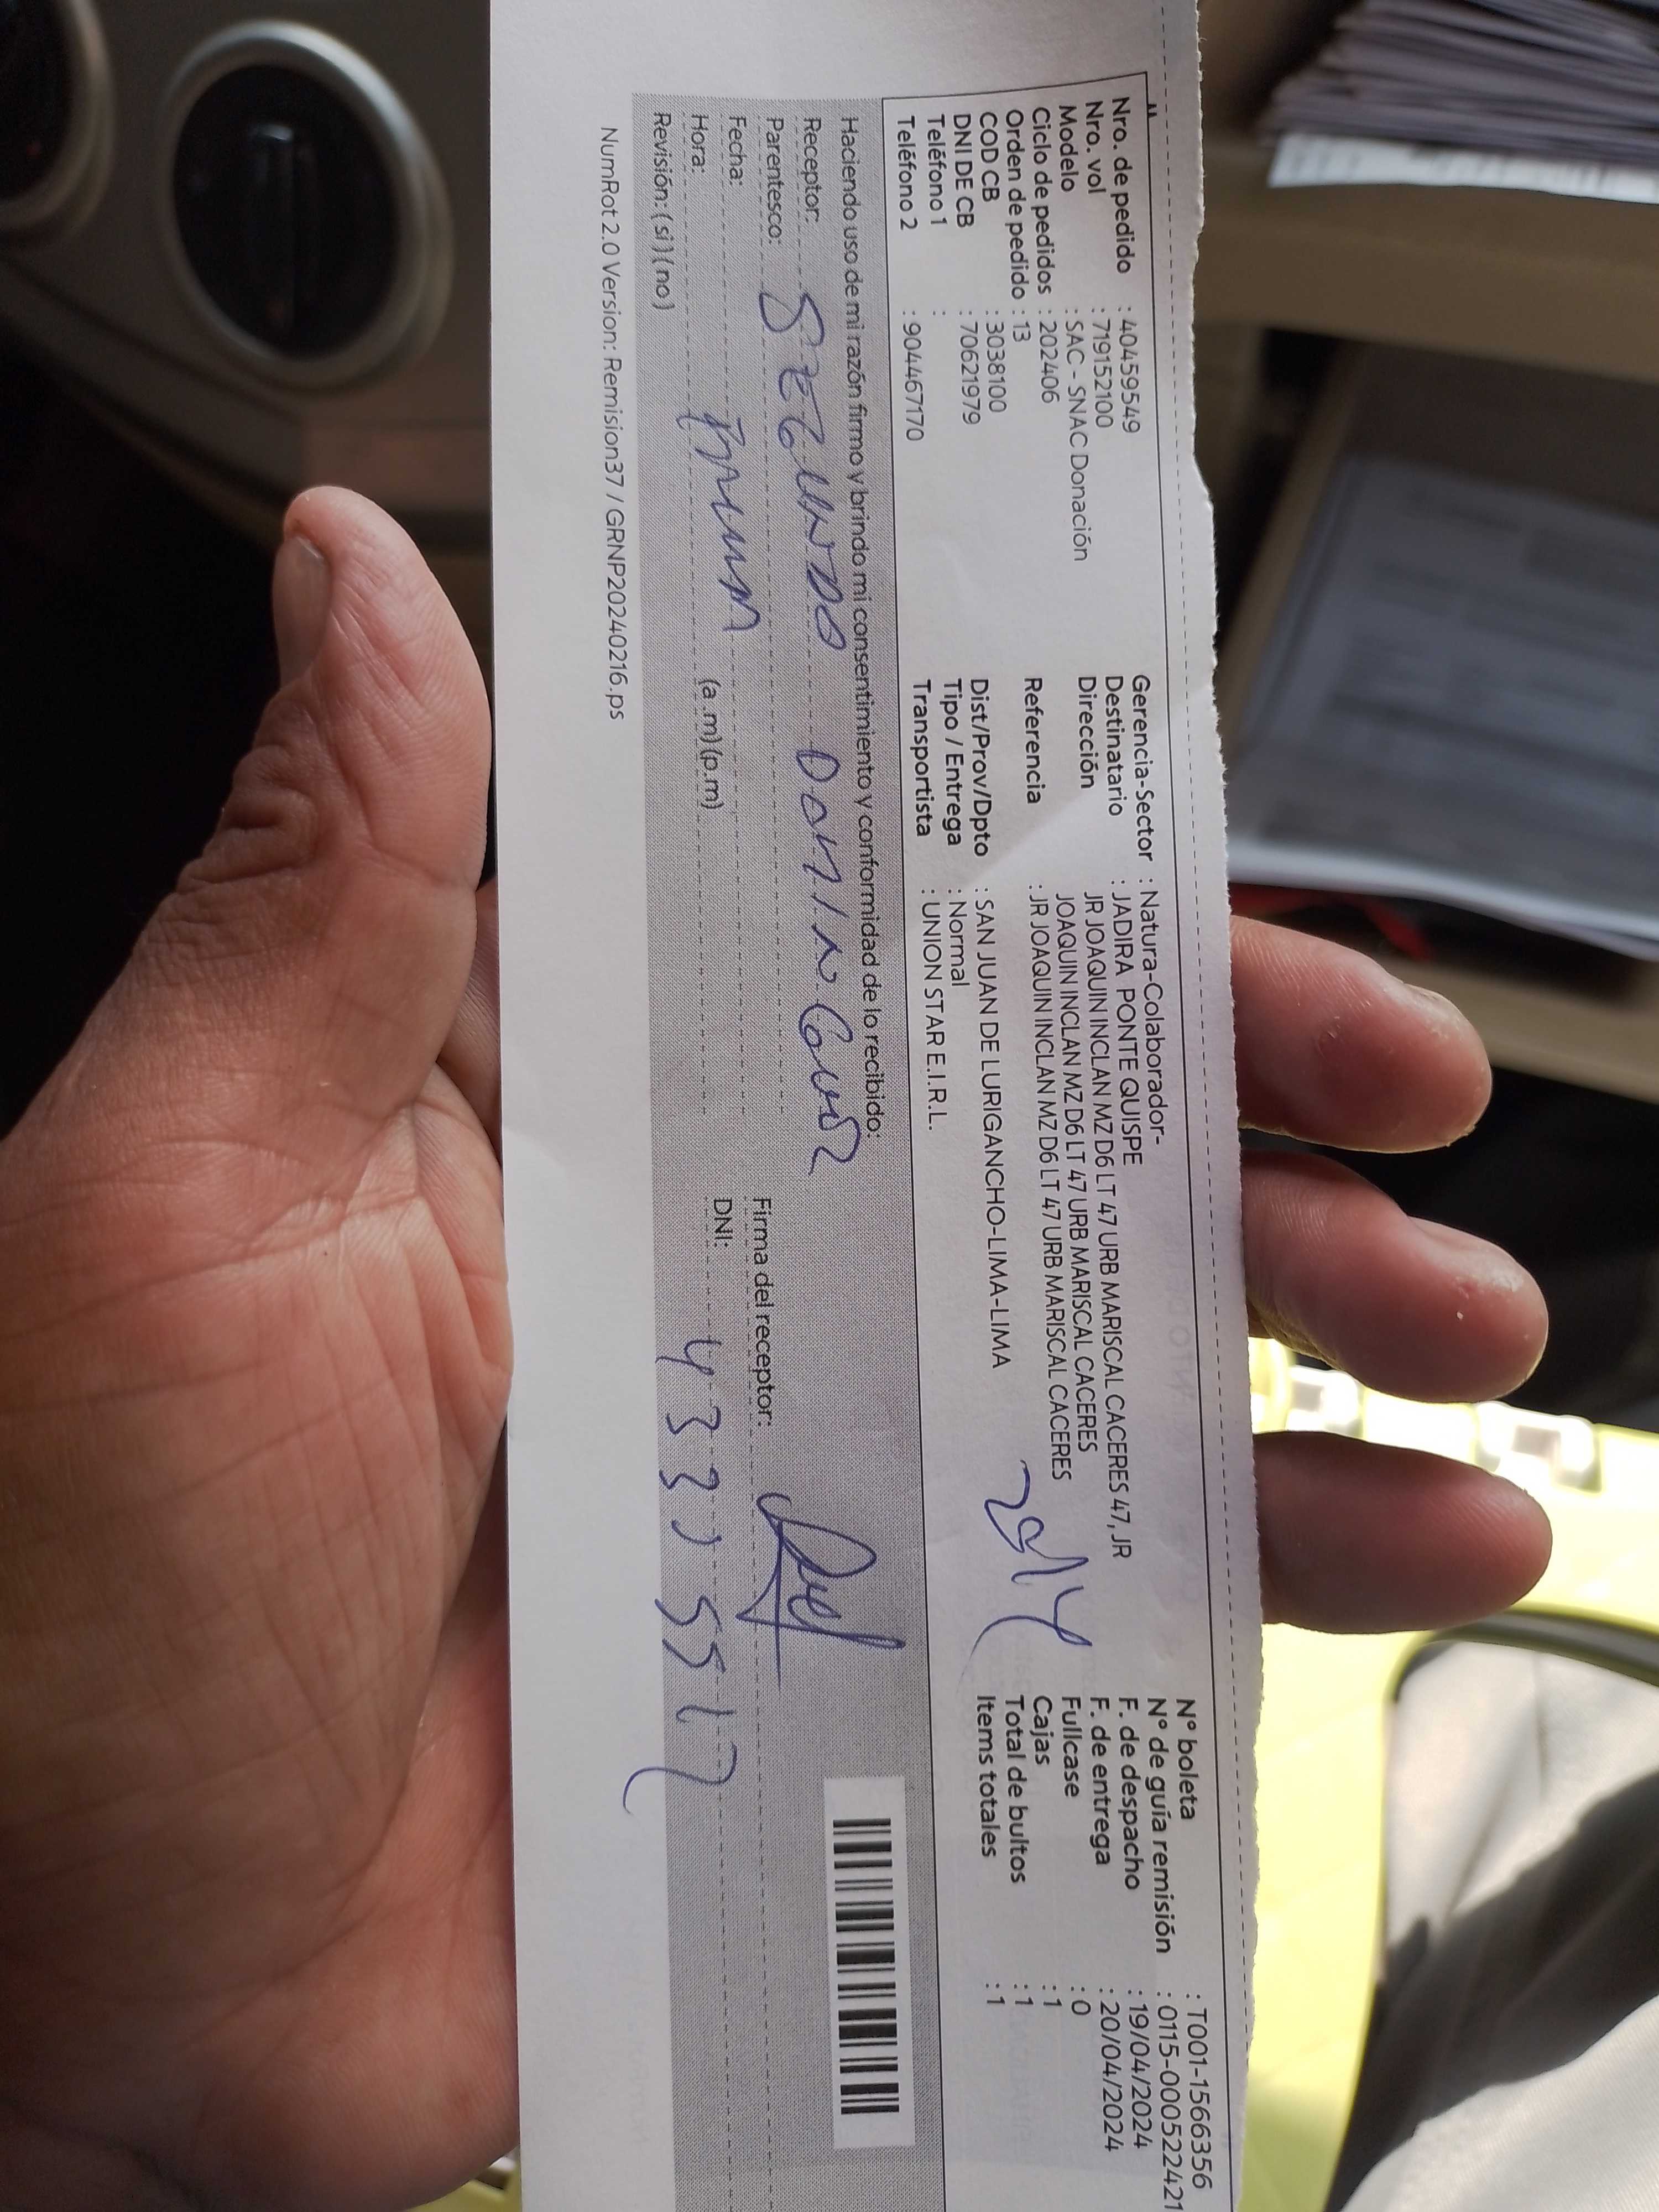 Nro. de pedido : 40459549
Nro. vol : 719152100
Modelo : SAC - SNAC Donación
Ciclo de pedidos : 202406
Orden de pedido : 13
COD CB : 3038100
DNI DE CB : 70621979
Teléfono 1 :
Teléfono 2 : 904467170
Gerencia-Sector : Natura-Colaborador-
Destinatario : JADIRA PONTE QUISPE
Dirección JR JOAQUIN INCLAN MZ D6 LT 47 URB MARISCAL CACERES 47, JR
JOAQUIN INCLAN MZ D6 LT 47 URB MARISCAL CACERES
Referencia : JR JOAQUIN INCLAN MZ D6 LT 47 URB MARISCAL CACERES
Dist/Prov/Dpto : SAN JUAN DE LURIGANCHO-LIMA-LIMA
Tipo / Entrega : Normal
Transportista : UNION STAR E.I.R.L.
N° boleta : T001-1566356
N° de guía remisión : 0115-000522421
F. de despacho : 19/04/2024
F. de entrega : 20/04/2024
Fullcase : 0
Cajas : 1
Total de bultos : 1
Items totales : 1
Haciendo uso de mi razón firmo y brindo mi consentimiento y conformidad de lo recibido:
Receptor: SEGUNDO DOMINGUEZ
Parentesco:
Fecha:
Hora: (a.m) (p.m)
Revisión: (si) (no)
Firma del receptor:
DNI:
NumRot 2.0 Version: Remision37 / GRNP20240216.ps